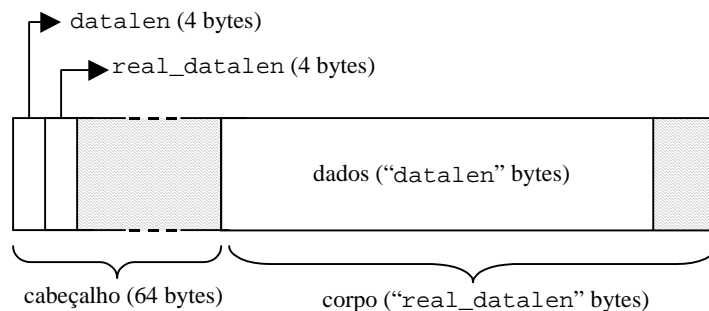 datalen (4 bytes)
real_datalen (4 bytes)
dados (“datalen” bytes)
cabeçalho (64 bytes)
corpo (“real_datalen” bytes)